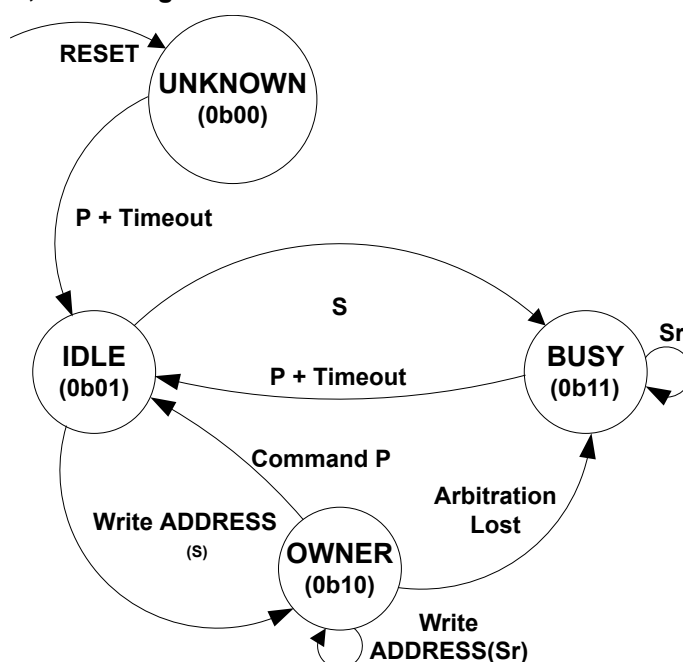 RESET
UNKNOWN
(0b00)
P + Timeout
S
IDLE
(0b01)
BUSY
(0b11)
Sr
P + Timeout
Command P
Write ADDRESS
(S)
Arbitration
Lost
OWNER
(0b10)
Write
ADDRESS(Sr)